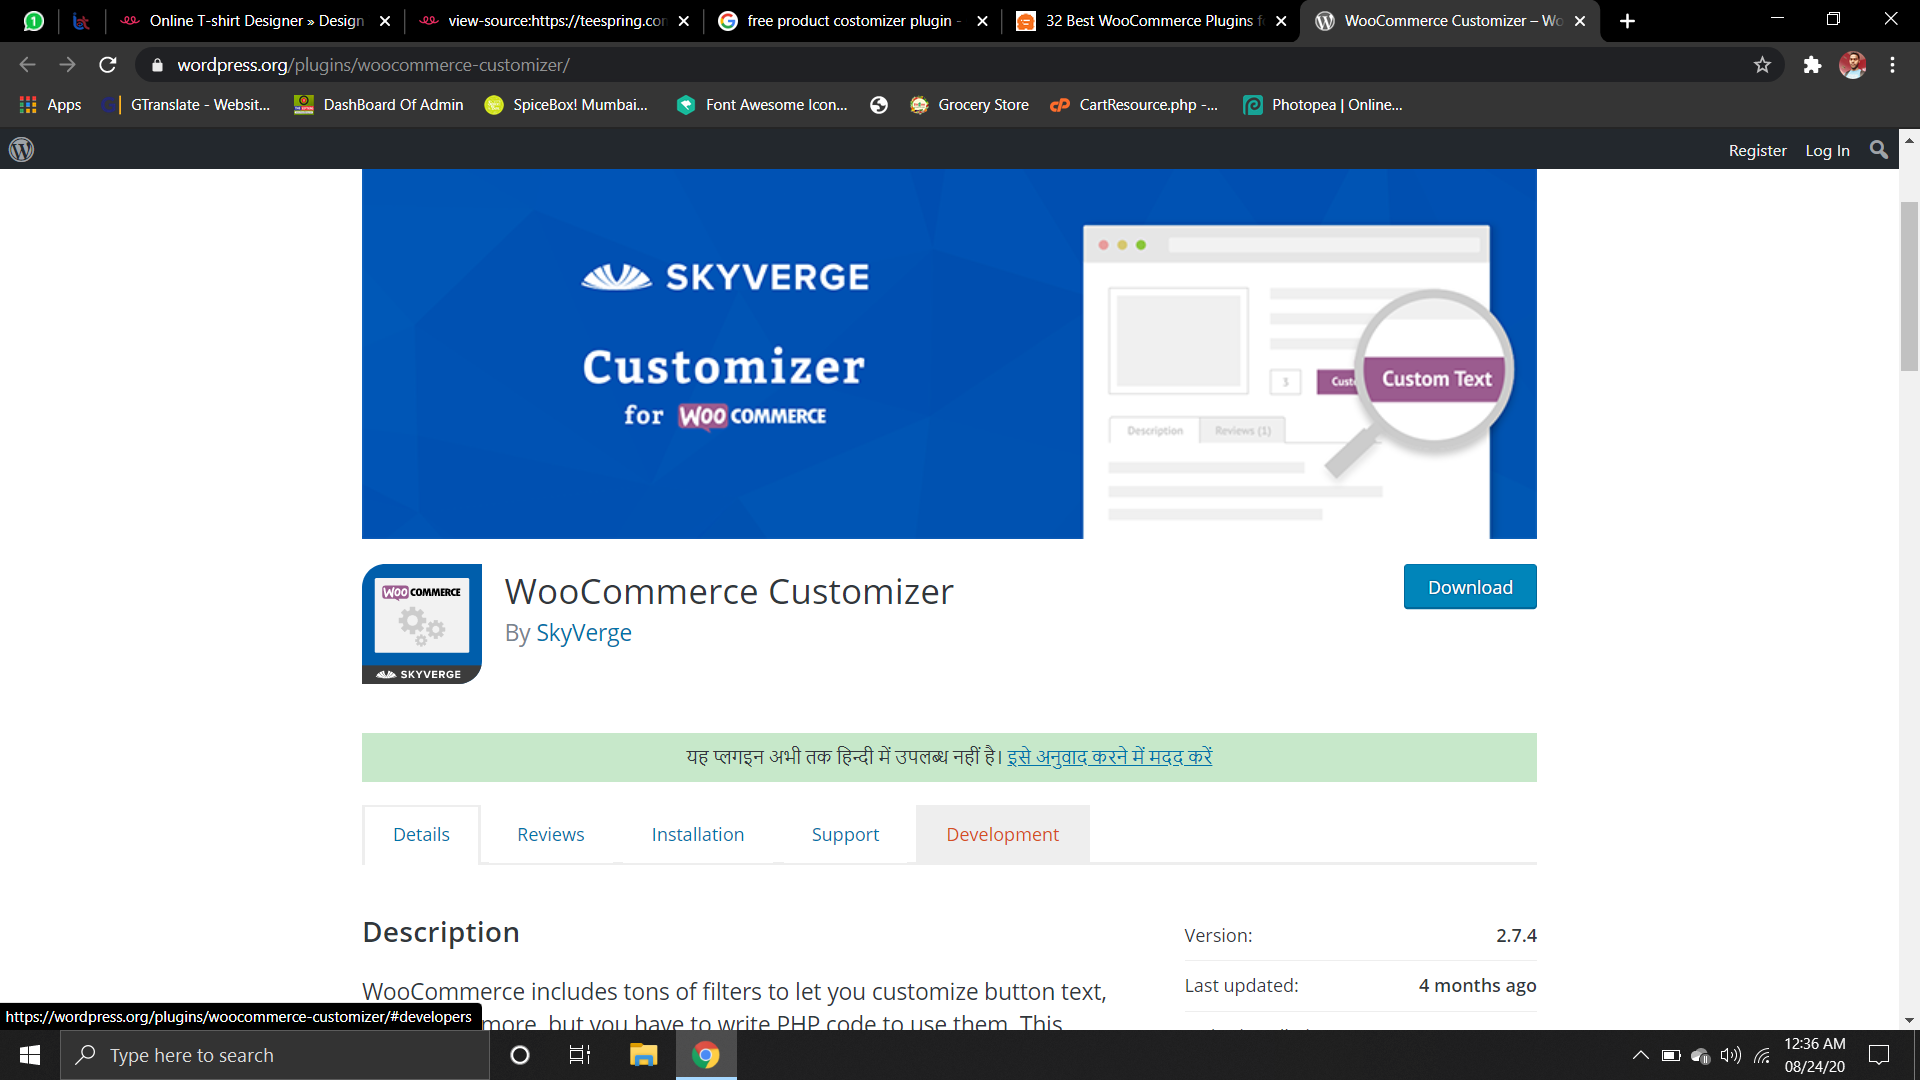 Online T-shirt Designer » Design
view-source:https://teespring.cor
free product costomizer plugin -
32 Best WooCommerce Plugins f
WooCommerce Customizer – Wo
wordpress.org/plugins/woocommerce-customizer/
Apps
GTranslate - Websit...
DashBoard Of Admin
SpiceBox! Mumbai...
Font Awesome Icon...
Grocery Store
CartResource.php -...
Photopea | Online...
Register
Log In
SKYVERGE
Customizer
for WOO COMMERCE
3
Cust
Custom Text
Description
Reviews (1)
WOO COMMERCE
SKYVERGE
WooCommerce Customizer
By SkyVerge
Download
यह प्लगइन अभी तक हिन्दी में उपलब्ध नहीं है। इसे अनुवाद करने में मदद करें
Details
Reviews
Installation
Support
Development
Description
WooCommerce includes tons of filters to let you customize button text,
more, but you have to write PHP code to use them. This
Version:
2.7.4
Last updated:
4 months ago
https://wordpress.org/plugins/woocommerce-customizer/#developers
Type here to search
12:36 AM
08/24/20